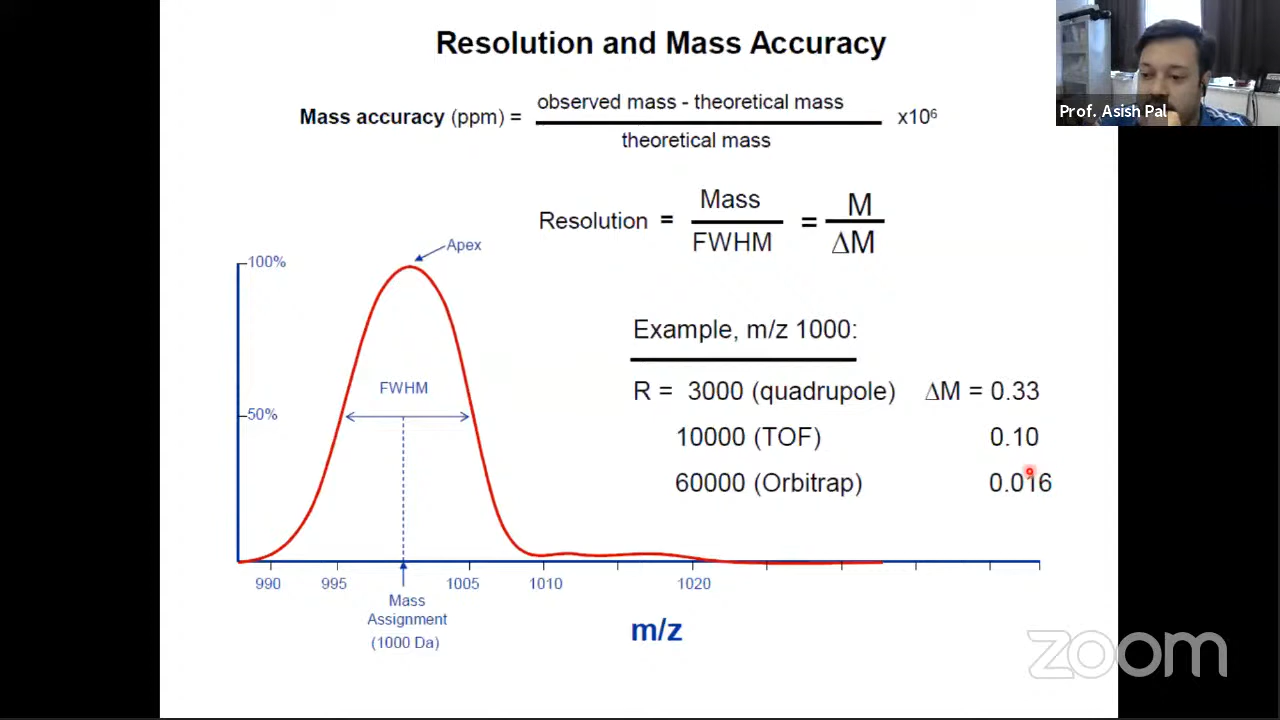 Resolution and Mass Accuracy
Prof. Asish Pal
Mass accuracy (ppm) = observed mass - theoretical mass x10⁶
theoretical mass
Resolution = Mass = M
FWHM ΔM
Apex
100%
Example, m/z 1000:
R = 3000 (quadrupole) ΔM = 0.33
FWHM
50%
10000 (TOF) 0.10
60000 (Orbitrap) 0.016
990 995 1005 1010 1020
Mass
Assignment
(1000 Da)
m/z
zoom